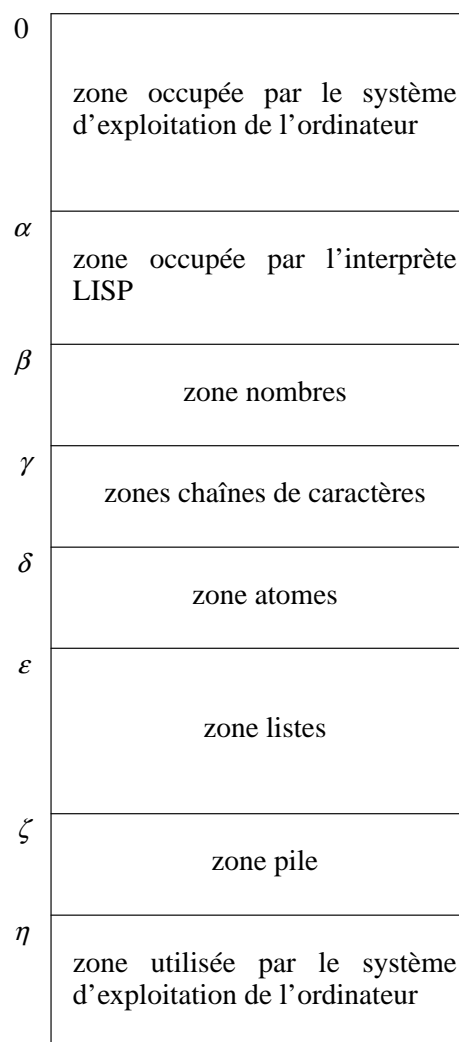 0
zone occupée par le système
d’exploitation de l’ordinateur
α
zone occupée par l’interprète
LISP
β
zone nombres
γ
zones chaînes de caractères
δ
zone atomes
ε
zone listes
ζ
zone pile
η
zone utilisée par le système
d’exploitation de l’ordinateur